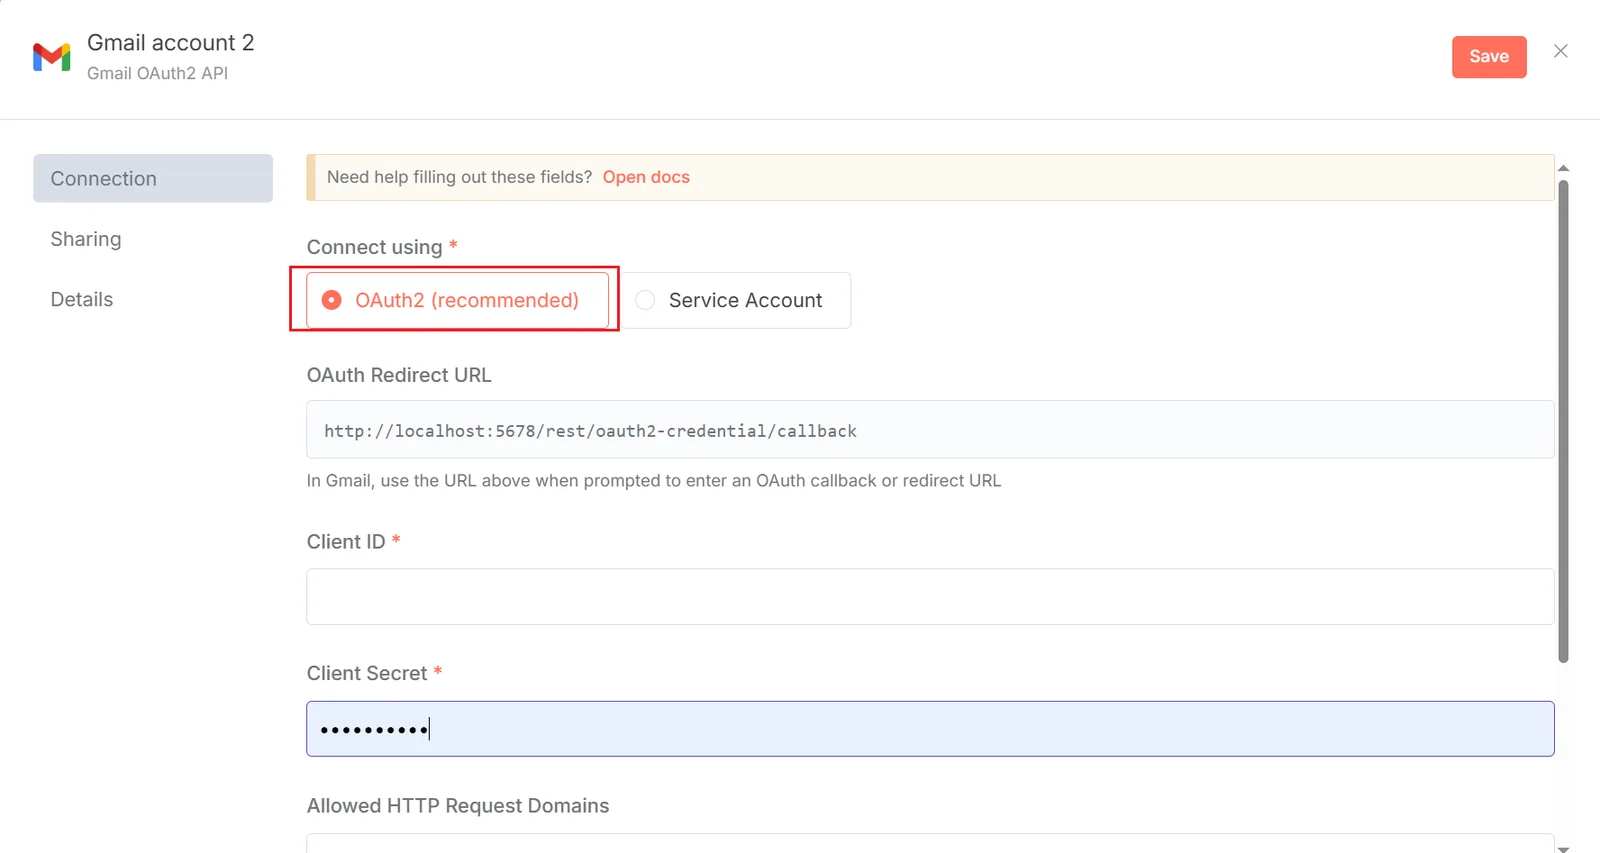 Gmail account 2
Gmail OAuth2 API
Save
Connection
Sharing
Details
Need help filling out these fields? Open docs
Connect using *
OAuth2 (recommended)
Service Account
OAuth Redirect URL
http://localhost:5678/rest/oauth2-credential/callback
In Gmail, use the URL above when prompted to enter an OAuth callback or redirect URL
Client ID *
Client Secret *
••••••••••
Allowed HTTP Request Domains